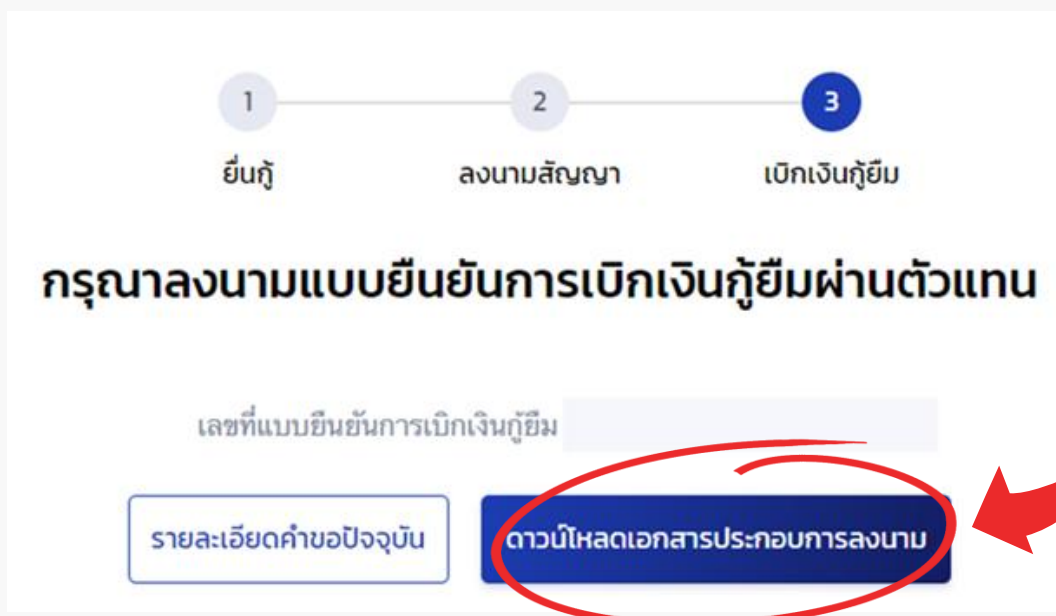 1
2
3
ยื่นกู้
ลงนามสัญญา
เบิกเงินกู้ยืม
กรุณาลงนามแบบยืนยันการเบิกเงินกู้ยืมผ่านตัวแทน
เลขที่แบบยืนยันการเบิกเงินกู้ยืม
รายละเอียดคำขอปัจจุบัน
ดาวน์โหลดเอกสารประกอบการลงนาม